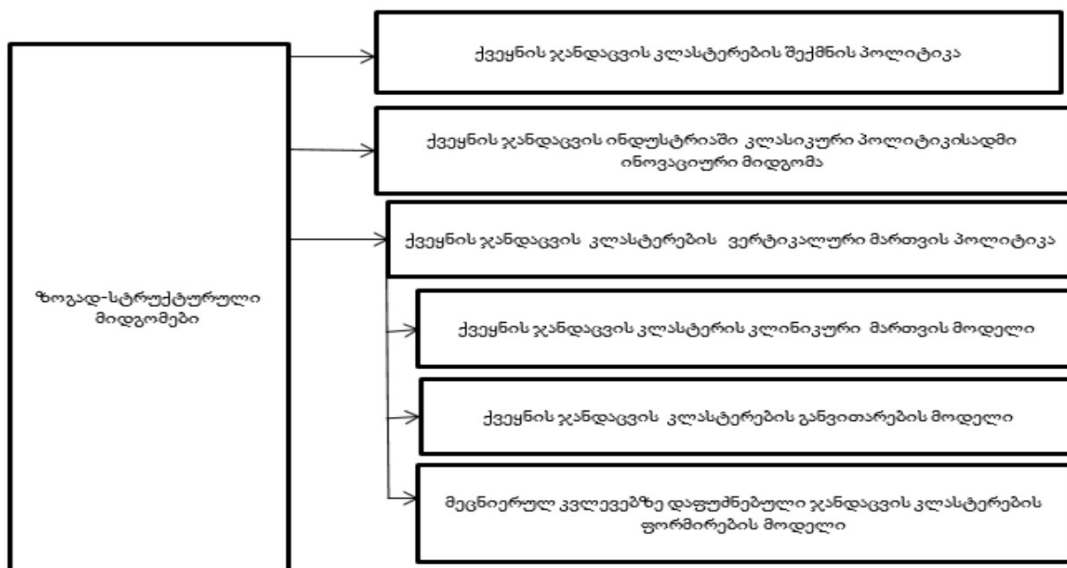 ქვეყნის ჯანდაცვის კლასტერების შექმნის პოლიტიკა
ქვეყნის ჯანდაცვის ინდუსტრიაში კლასიკური პოლიტიკისადმი
ინოვაციური მიდგომა
ქვეყნის ჯანდაცვის კლასტერების ვერტიკალური მართვის პოლიტიკა
ზოგად-სტრუქტურული
მიდგომები
ქვეყნის ჯანდაცვის კლასტერის კლინიკური მართვის მოდელი
ქვეყნის ჯანდაცვის კლასტერების განვითარების მოდელი
მეცნიერულ კვლევებზე დაფუძნებული ჯანდაცვის კლასტერების
ფორმირების მოდელი